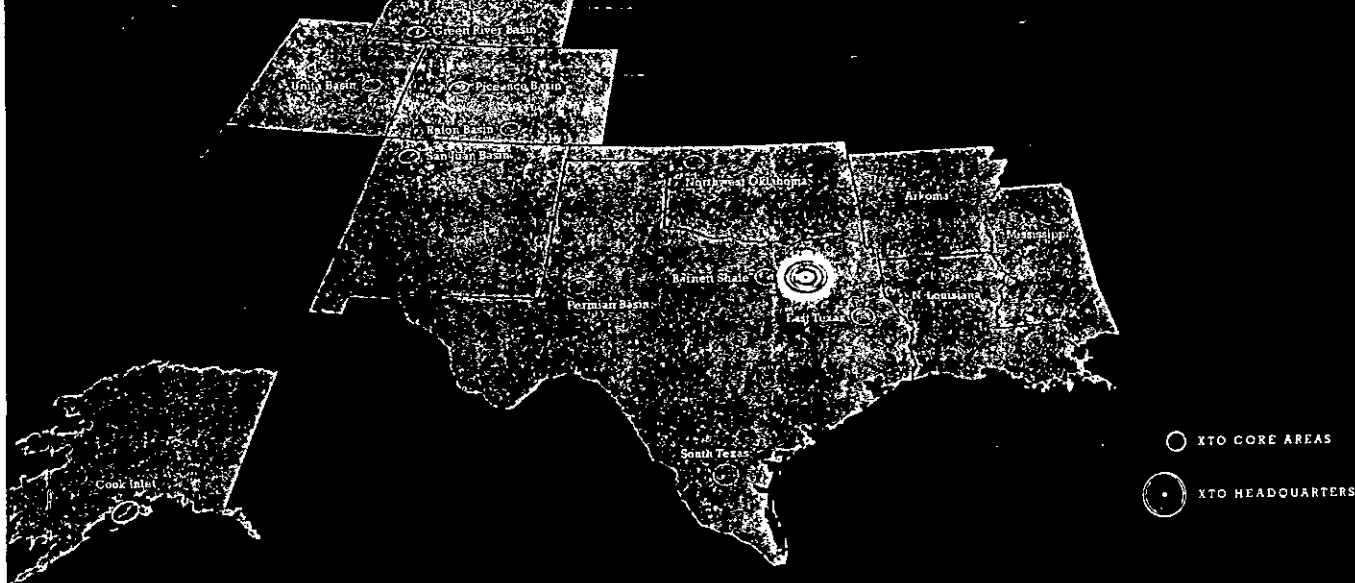 Green River Basin
Uinta Basin
Piceance Basin
Raton Basin
San Juan Basin
Northwest Oklahoma
Arkoma
Mississippi
Barnett Shale
Permian Basin
East Texas
N Louisiana
South Texas
Cook Inlet
XTO CORE AREAS
XTO HEADQUARTERS